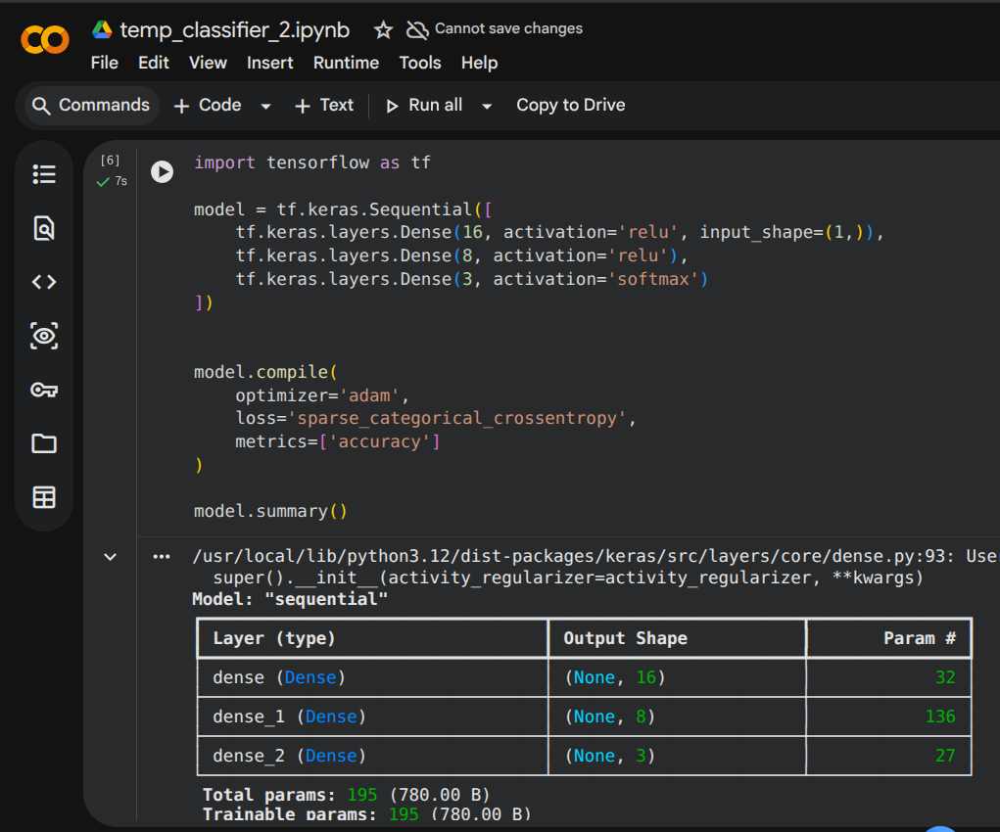 temp_classifier_2.ipynb Cannot save changes
File Edit View Insert Runtime Tools Help
Commands + Code + Text Run all Copy to Drive
[6]
7s
import tensorflow as tf
model = tf.keras.Sequential([
    tf.keras.layers.Dense(16, activation='relu', input_shape=(1,)),
    tf.keras.layers.Dense(8, activation='relu'),
    tf.keras.layers.Dense(3, activation='softmax')
])
model.compile(
    optimizer='adam',
    loss='sparse_categorical_crossentropy',
    metrics=['accuracy']
)
model.summary()
/usr/local/lib/python3.12/dist-packages/keras/src/layers/core/dense.py:93: Use
  super().__init__(activity_regularizer=activity_regularizer, **kwargs)
Model: "sequential"
Layer (type) Output Shape Param #
dense (Dense) (None, 16) 32
dense_1 (Dense) (None, 8) 136
dense_2 (Dense) (None, 3) 27
Total params: 195 (780.00 B)
Trainable params: 195 (780.00 B)